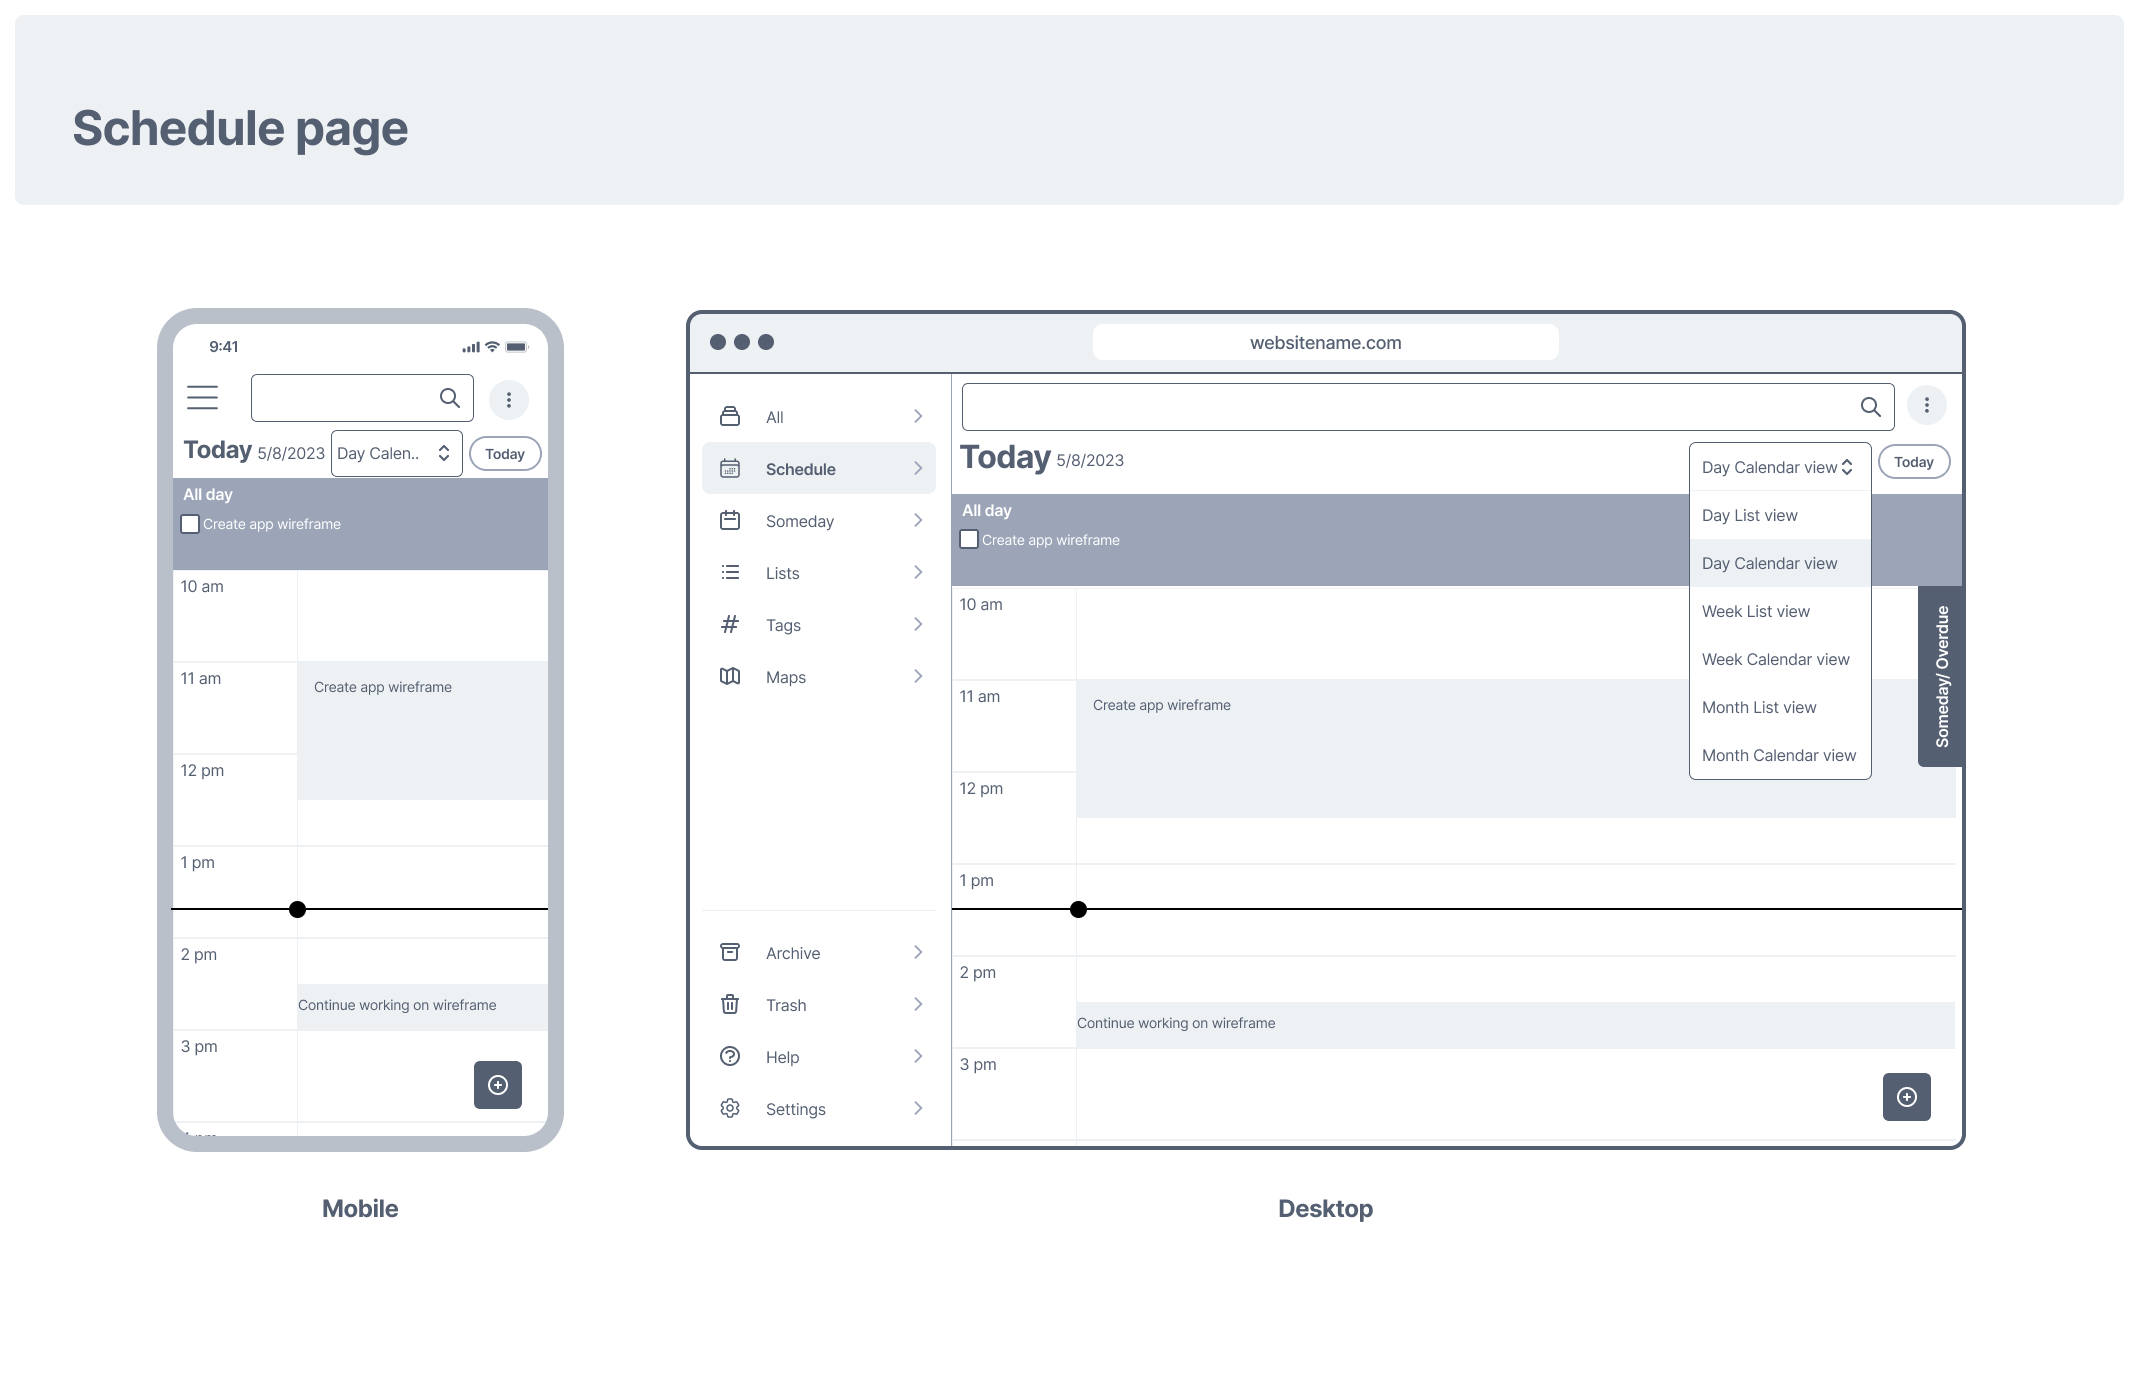 Schedule page
9:41
Today 5/8/2023 Day Calen.. Today
All day
Create app wireframe
10 am
11 am
Create app wireframe
12 pm
1 pm
2 pm
Continue working on wireframe
3 pm
Mobile
websitename.com
All
Schedule
Someday
Lists
Tags
Maps
Archive
Trash
Help
Settings
Today 5/8/2023
Day Calendar view
Today
Day List view
Day Calendar view
Week List view
Week Calendar view
Month List view
Month Calendar view
All day
Create app wireframe
Someday/ Overdue
10 am
11 am
Create app wireframe
12 pm
1 pm
2 pm
Continue working on wireframe
3 pm
Desktop